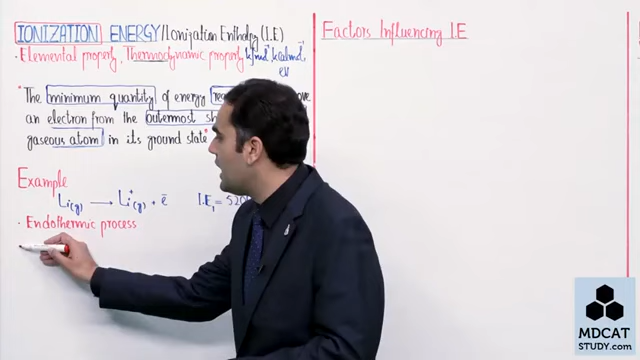 IONIZATION ENERGY/Ionization Enthalpy (I.E)
· Elemental property, Thermodynamic property kJmol⁻¹, kcalmol⁻¹
"The minimum quantity of energy
an electron from the outermost
gaseous atom in its ground state"
Example
Li(g) ⟶ Li⁺(g) + ē I.E₁ = 520
· Endothermic process
Factors Influencing I.E
MDCAT
STUDY.com